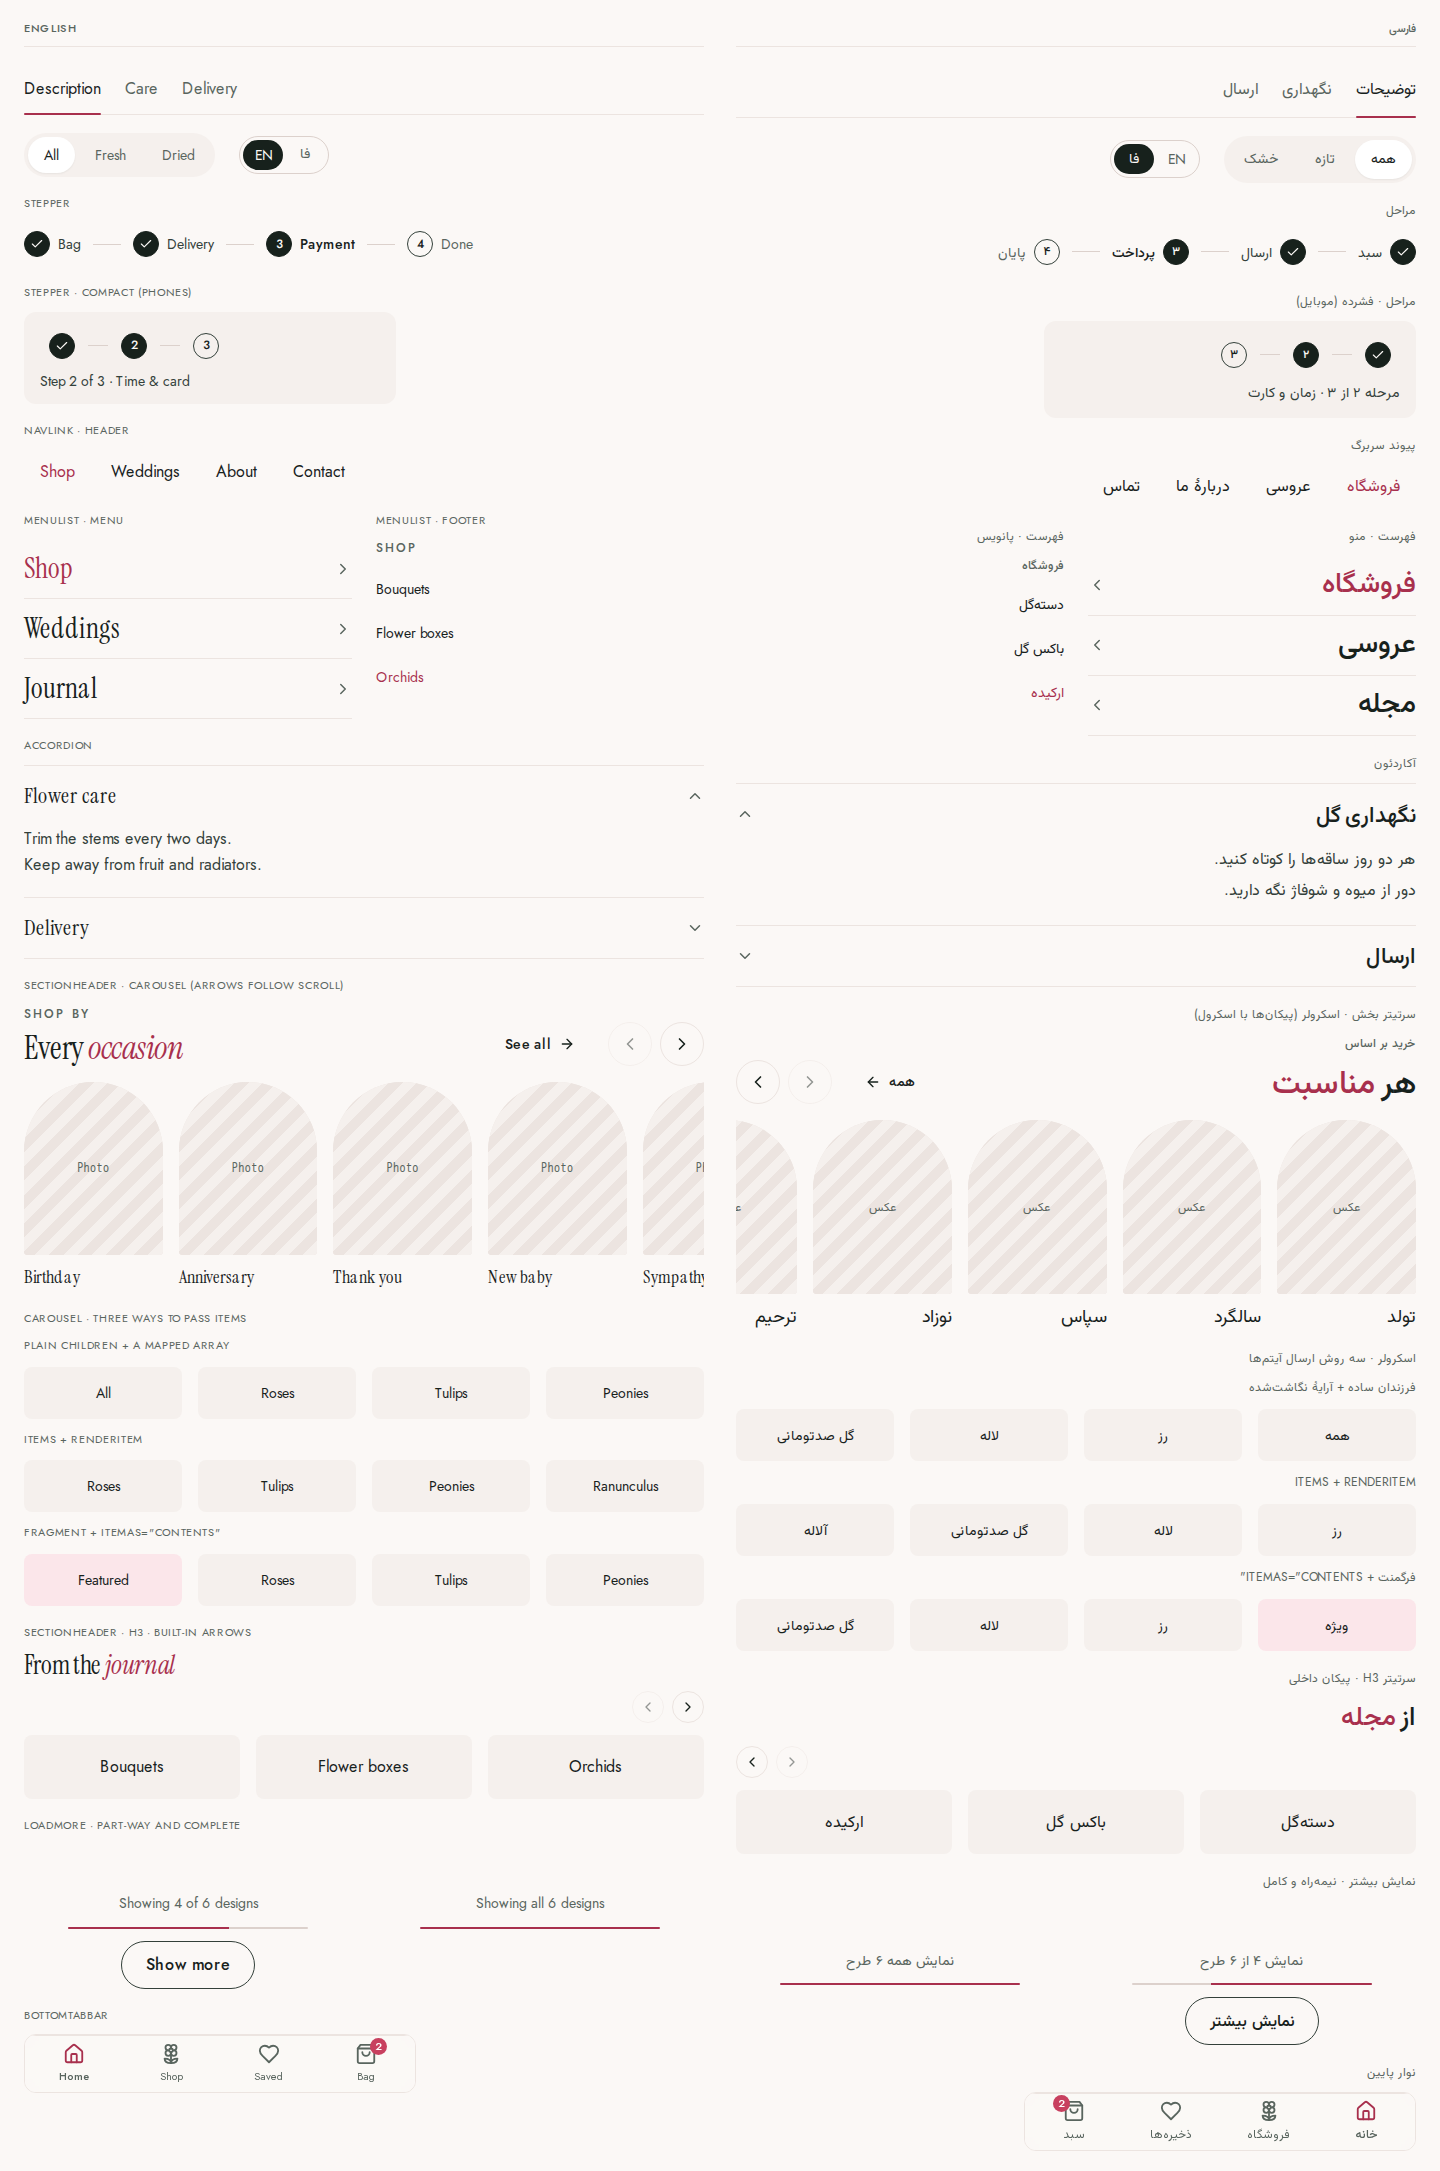 ENGLISH
Description Care Delivery
All Fresh Dried EN فا
STEPPER
Bag Delivery 3 Payment 4 Done
STEPPER · COMPACT (PHONES)
2 3
Step 2 of 3 · Time & card
NAVLINK · HEADER
Shop Weddings About Contact
MENULIST · MENU
Shop
Weddings
Journal
MENULIST · FOOTER
SHOP
Bouquets
Flower boxes
Orchids
ACCORDION
Flower care
Trim the stems every two days.
Keep away from fruit and radiators.
Delivery
SECTIONHEADER · CAROUSEL (ARROWS FOLLOW SCROLL)
SHOP BY
Every occasion See all
Photo Photo Photo Photo
Birthday Anniversary Thank you New baby Sympathy
CAROUSEL · THREE WAYS TO PASS ITEMS
PLAIN CHILDREN + A MAPPED ARRAY
All Roses Tulips Peonies
ITEMS + RENDERITEM
Roses Tulips Peonies Ranunculus
FRAGMENT + ITEMAS="CONTENTS"
Featured Roses Tulips Peonies
SECTIONHEADER · H3 · BUILT-IN ARROWS
From the journal
Bouquets Flower boxes Orchids
LOADMORE · PART-WAY AND COMPLETE
Showing 4 of 6 designs Showing all 6 designs
Show more
BOTTOMTABBAR
2
Home Shop Saved Bag
فارسی
توضیحات نگهداری ارسال
همه تازه خشک EN فا
مراحل
سبد ارسال ۳ پرداخت ۴ پایان
مراحل · فشرده (موبایل)
۲ ۳
مرحله ۲ از ۳ · زمان و کارت
پیوند سربرگ
فروشگاه عروسی دربارهٔ ما تماس
فهرست · منو
فروشگاه
عروسی
مجله
فهرست · پانویس
فروشگاه
دسته‌گل
باکس گل
ارکیده
آکاردئون
نگهداری گل
هر دو روز ساقه‌ها را کوتاه کنید.
دور از میوه و شوفاژ نگه دارید.
ارسال
سرتیتر بخش · اسکرولر (پیکان‌ها با اسکرول)
خرید بر اساس
هر مناسبت همه
عکس عکس عکس عکس
تولد سالگرد سپاس نوزاد ترحیم
اسکرولر · سه روش ارسال آیتم‌ها
فرزندان ساده + آرایهٔ نگاشت‌شده
همه رز لاله گل صدتومانی
ITEMS + RENDERITEM
رز لاله گل صدتومانی آلاله
فرگمنت + ITEMAS="CONTENTS"
ویژه رز لاله گل صدتومانی
سرتیتر H3 · پیکان داخلی
از مجله
دسته‌گل باکس گل ارکیده
نمایش بیشتر · نیمه‌راه و کامل
نمایش ۴ از ۶ طرح نمایش همه ۶ طرح
نمایش بیشتر
نوار پایین
2
خانه فروشگاه ذخیره‌ها سبد